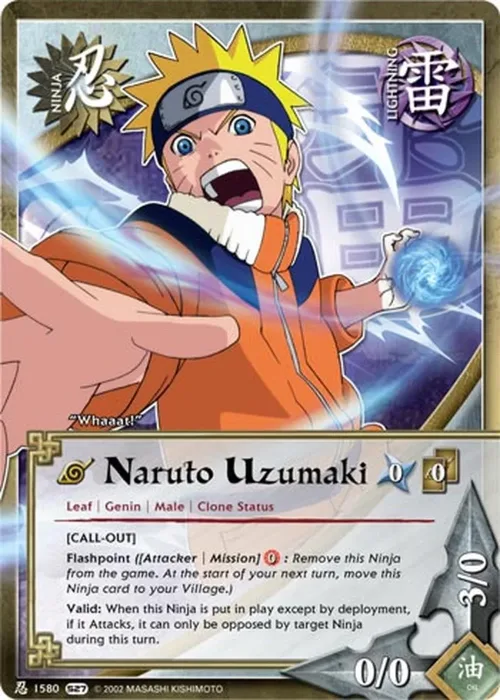 NINJA
忍
LIGHTNING
雷
"Whaaat!"
Naruto Uzumaki
0
0
Leaf | Genin | Male | Clone Status
[CALL-OUT]
Flashpoint ([Attacker | Mission] 0 : Remove this Ninja
from the game. At the start of your next turn, move this
Ninja card to your Village.)
Valid: When this Ninja is put in play except by deployment,
if it Attacks, it can only be opposed by target Ninja
during this turn.
3/0
0/0
油
OIL
忍 1580 S27 © 2002 MASASHI KISHIMOTO